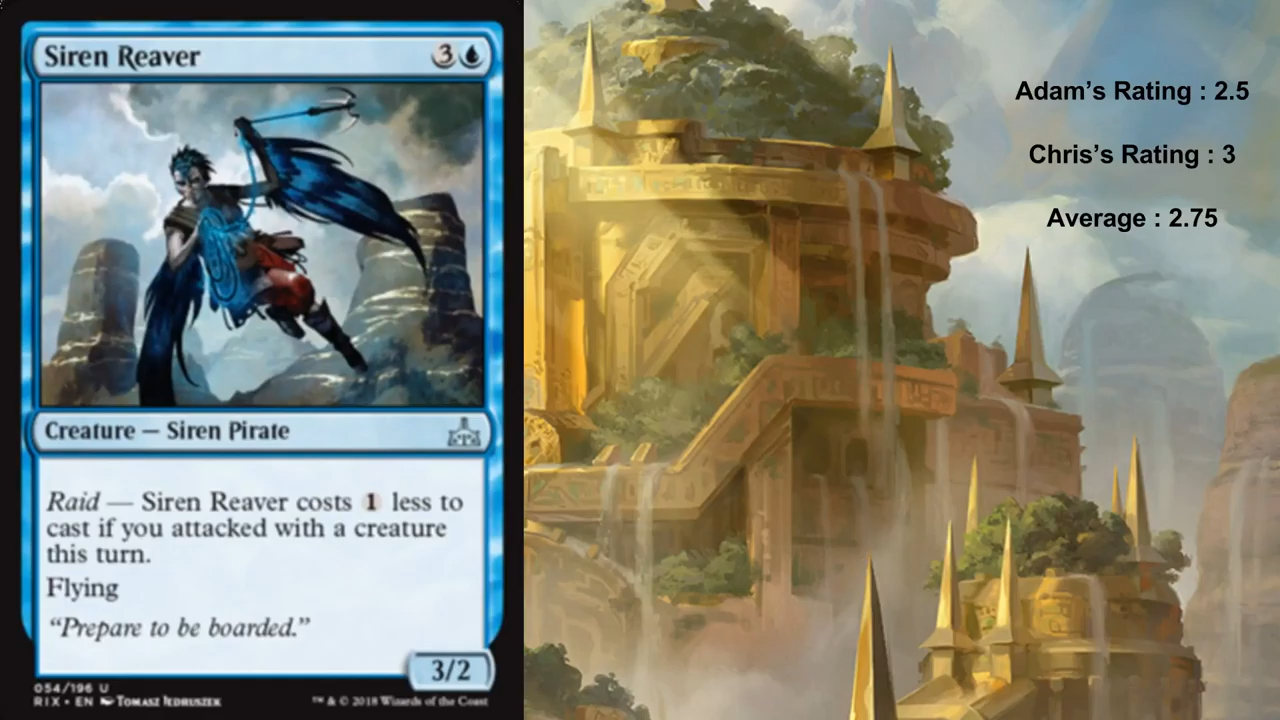 Siren Reaver 3
Creature — Siren Pirate
Raid — Siren Reaver costs 1 less to
cast if you attacked with a creature
this turn.
Flying
“Prepare to be boarded.”
3/2
054/196 U
RIX • EN Tomasz Jedruszek
™ & © 2018 Wizards of the Coast
Adam’s Rating : 2.5
Chris’s Rating : 3
Average : 2.75